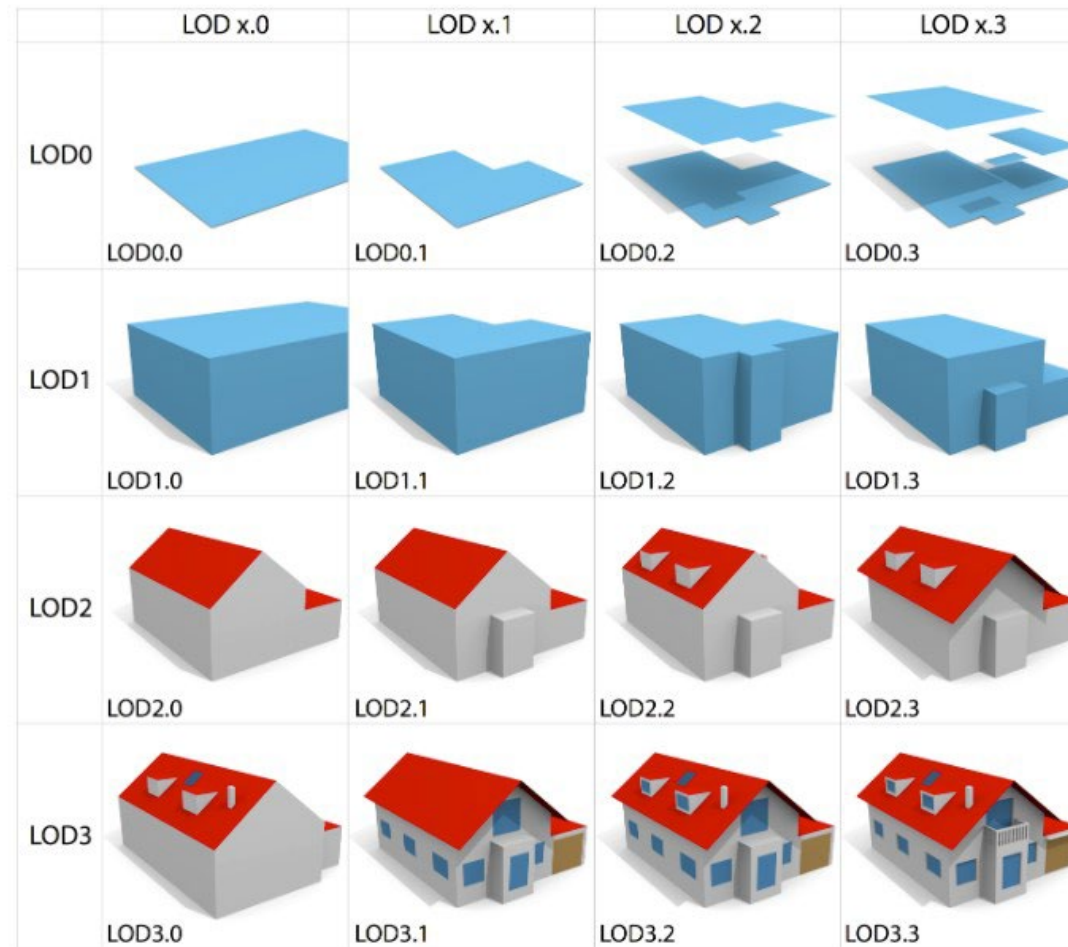 LOD x.0 LOD x.1 LOD x.2 LOD x.3
LOD0
LOD0.0 LOD0.1 LOD0.2 LOD0.3
LOD1
LOD1.0 LOD1.1 LOD1.2 LOD1.3
LOD2
LOD2.0 LOD2.1 LOD2.2 LOD2.3
LOD3
LOD3.0 LOD3.1 LOD3.2 LOD3.3